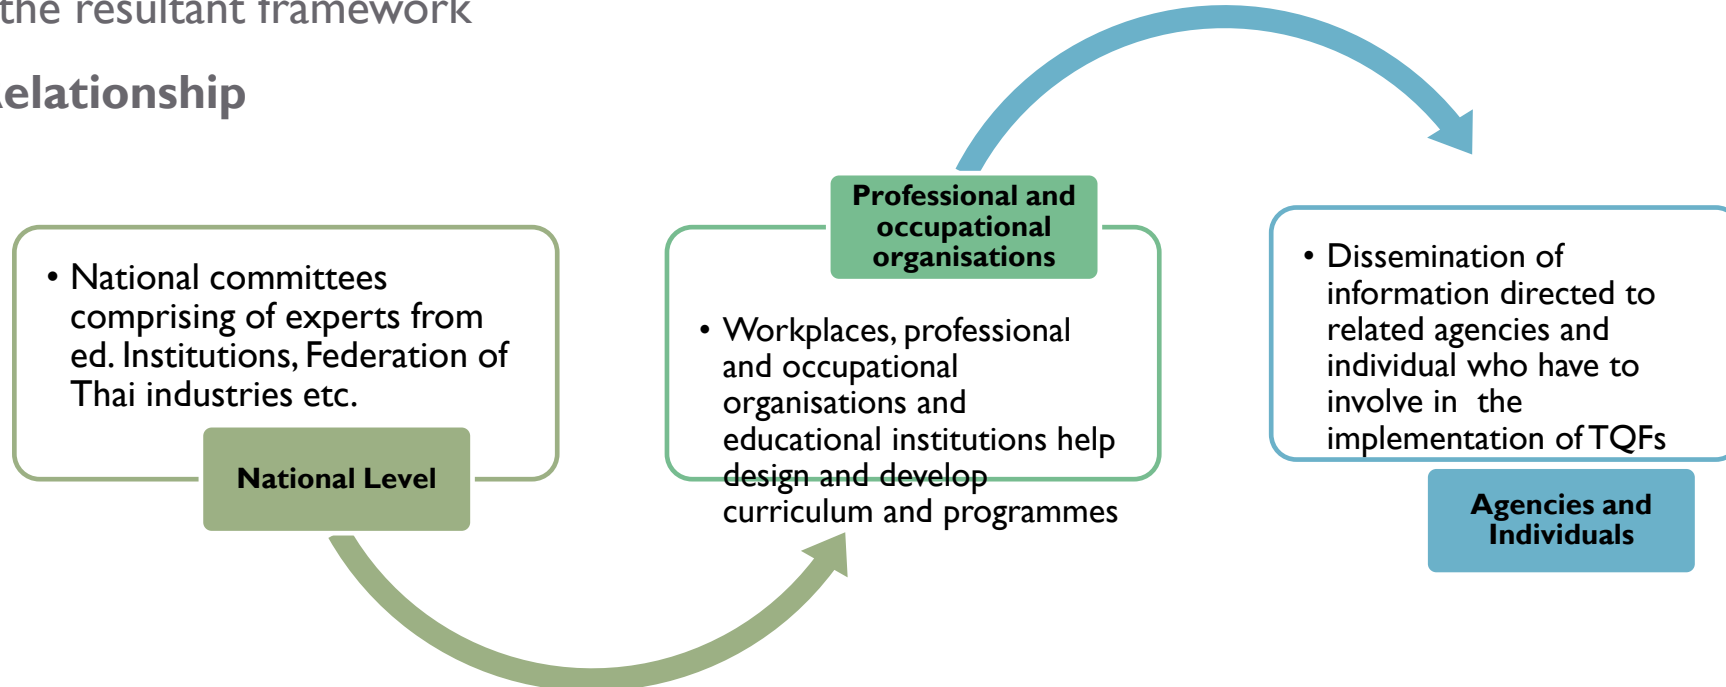 the resultant framework
elationship
• National committees
comprising of experts from
ed. Institutions, Federation of
Thai industries etc.
National Level
Professional and
occupational
organisations
• Workplaces, professional
and occupational
organisations and
educational institutions help
design and develop
curriculum and programmes
• Dissemination of
information directed to
related agencies and
individual who have to
involve in the
implementation of TQFs
Agencies and
Individuals